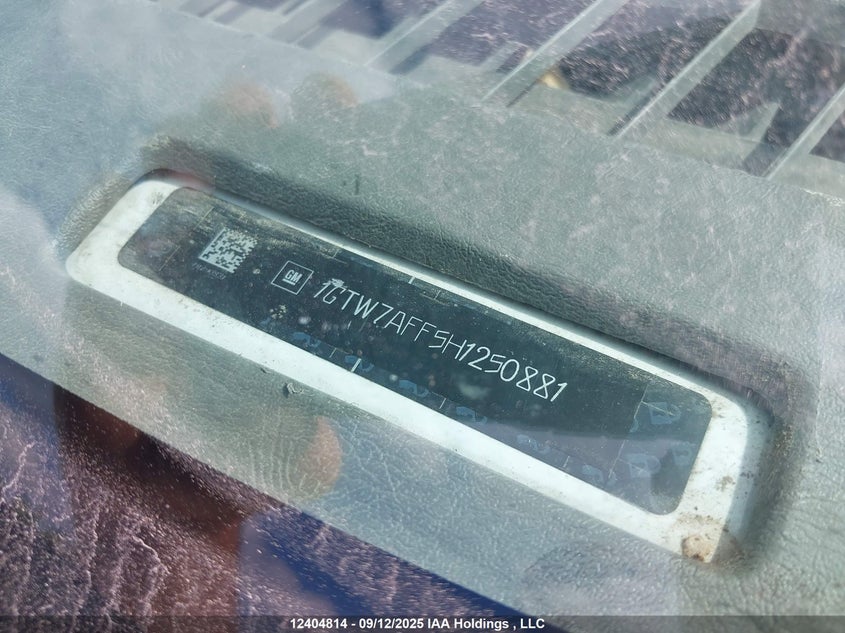 GM
1GTW7AFF5H1250881
12404814 - 09/12/2025 IAA Holdings , LLC